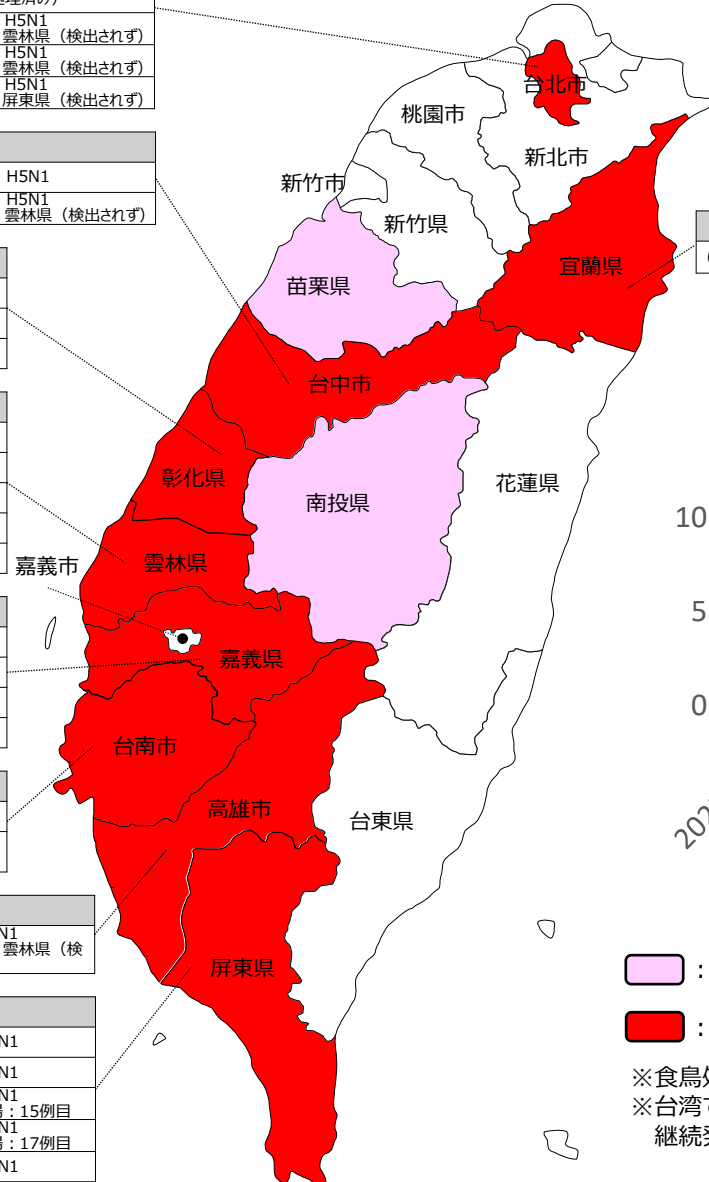 H5N1
雲林県（検出されず）
H5N1
雲林県（検出されず）
H5N1
屏東県（検出されず）
H5N1
H5N1
雲林県（検出されず）
台北市
桃園市
新北市
新竹市
新竹県
宜蘭県
苗栗県
台中市
彰化県
南投県
花蓮県
雲林県
嘉義市
嘉義県
台南市
高雄市
台東県
屏東県
N1
雲林県（検
N1
N1
N1
場：15例目
N1
場：17例目
N1
10
5
0
202
：
：
※食鳥処
※台湾で
継続発